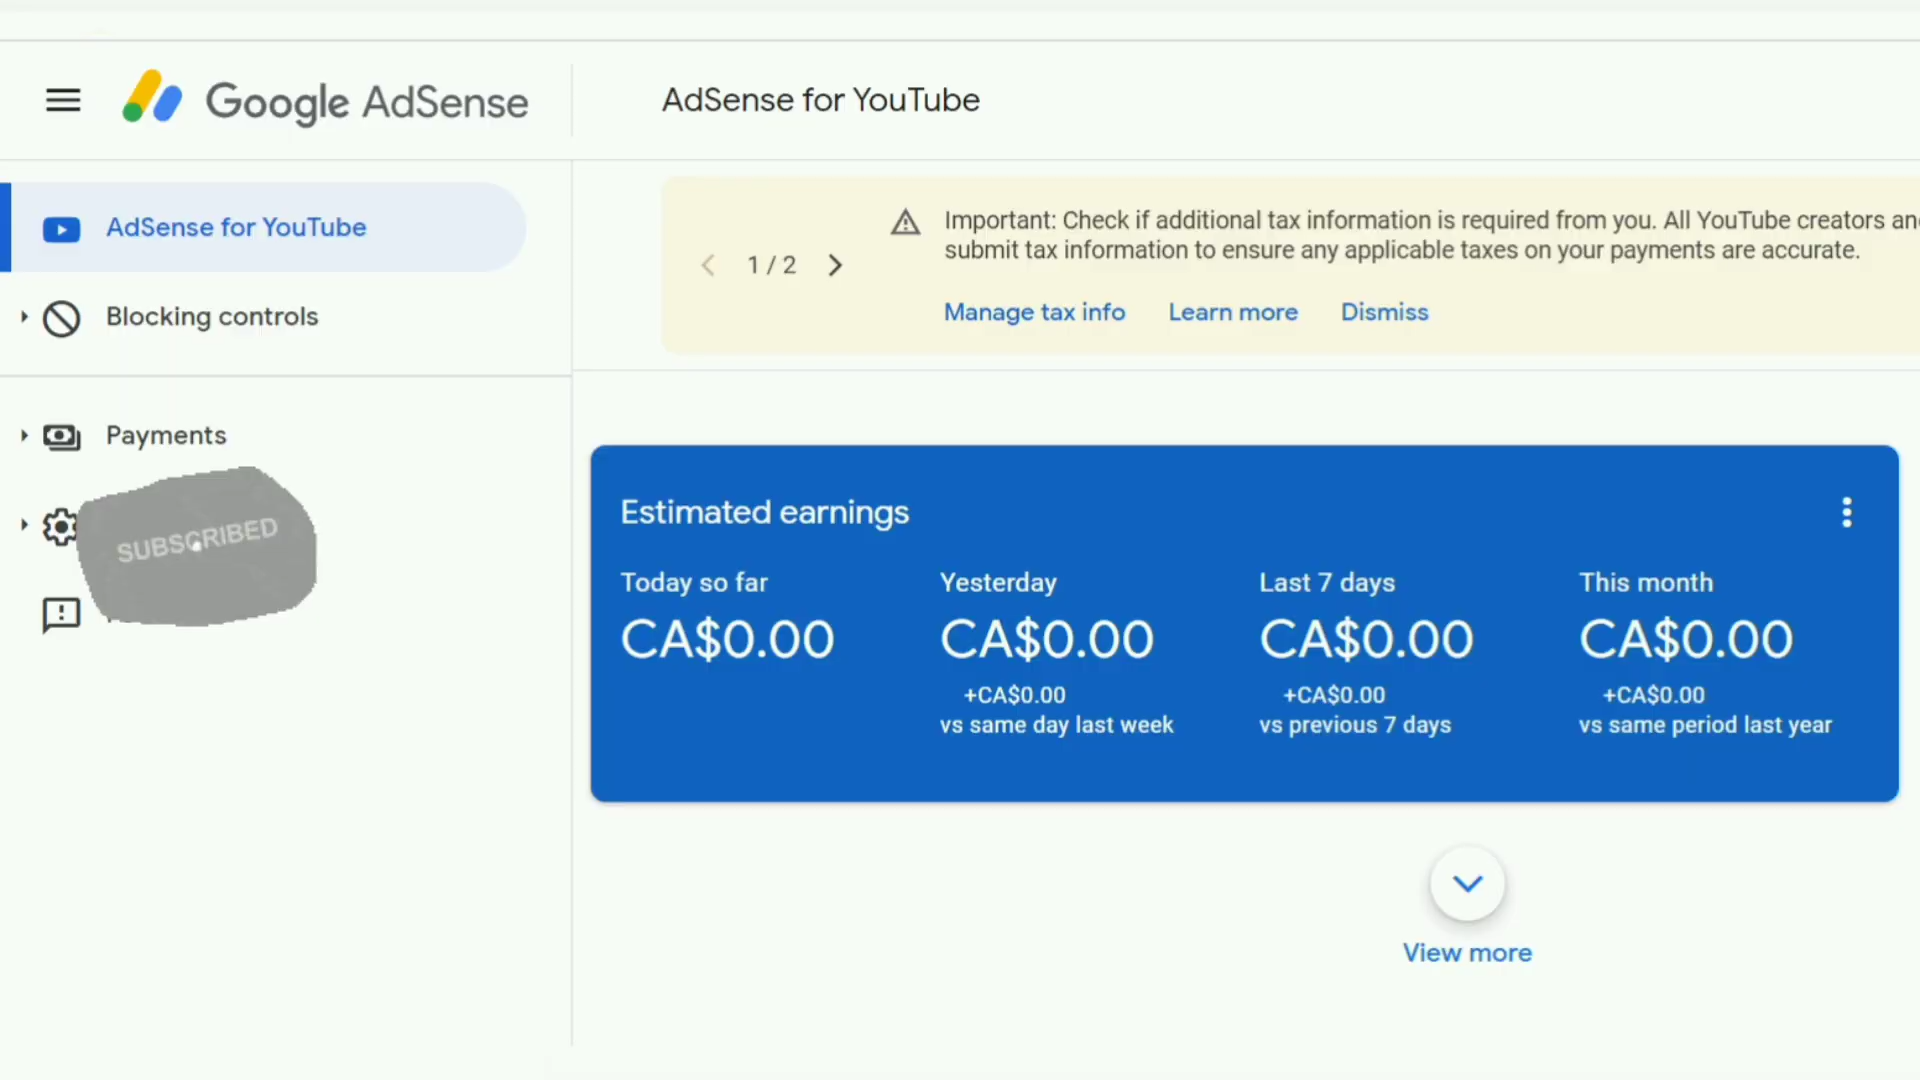 Google AdSense
AdSense for YouTube
AdSense for YouTube
Blocking controls
Payments
SUBSCRIBED
1 / 2
Important: Check if additional tax information is required from you. All YouTube creators
submit tax information to ensure any applicable taxes on your payments are accurate.
Manage tax info
Learn more
Dismiss
Estimated earnings
Today so far
CA$0.00
Yesterday
CA$0.00
+CA$0.00
vs same day last week
Last 7 days
CA$0.00
+CA$0.00
vs previous 7 days
This month
CA$0.00
+CA$0.00
vs same period last year
View more